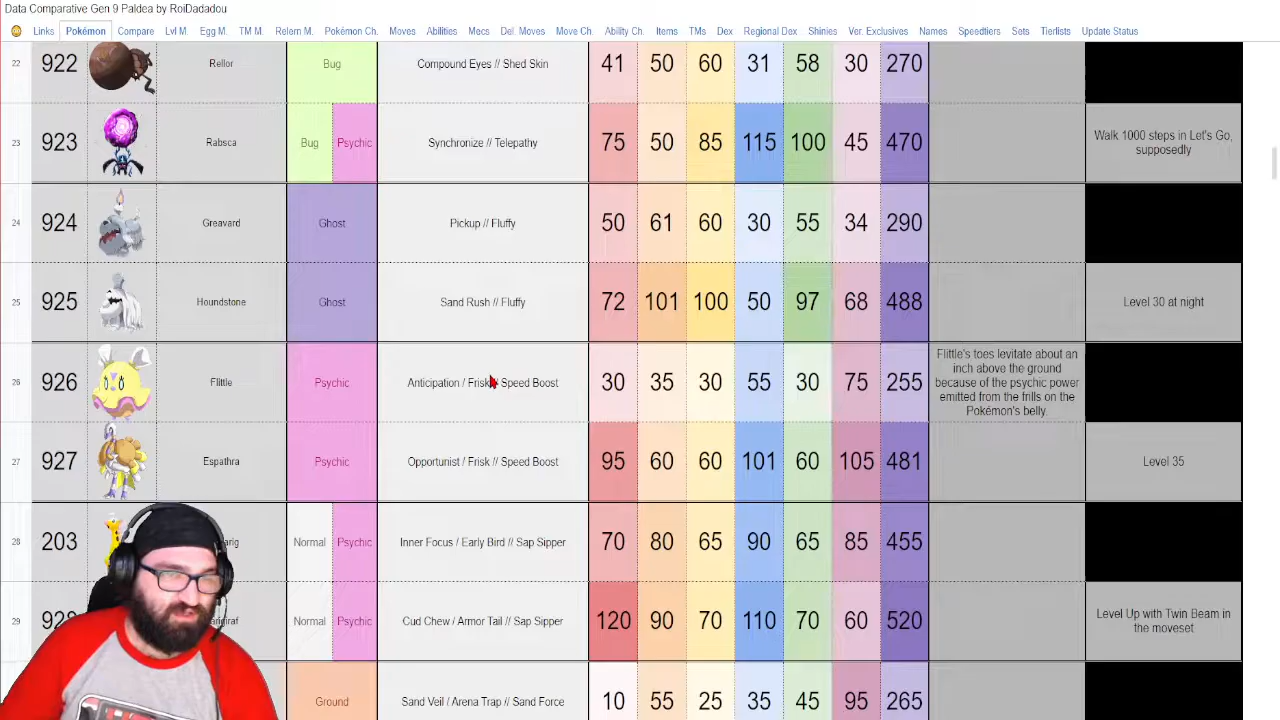 Data Comparative Gen 9 Paldea by RoiDadadou
Links Pokémon Compare Lvl M. Egg M. TM M. Relern M. Pokémon Ch. Moves Abilities Mecs Del. Moves Move Ch. Ability Ch. Items TMs Dex Regional Dex Shinies Ver. Exclusives Names Speedtiers Sets Tierlists Update Status
22 922 Rellor Bug Compound Eyes // Shed Skin 41 50 60 31 58 30 270
23 923 Rabsca Bug Psychic Synchronize // Telepathy 75 50 85 115 100 45 470 Walk 1000 steps in Let's Go,
supposedly
24 924 Greavard Ghost Pickup // Fluffy 50 61 60 30 55 34 290
25 925 Houndstone Ghost Sand Rush // Fluffy 72 101 100 50 97 68 488 Level 30 at night
Flittle's toes levitate about an
inch above the ground
26 926 Flittle Psychic Anticipation / Frisk // Speed Boost 30 35 30 55 30 75 255 because of the psychic power
emitted from the frills on the
Pokémon's belly.
27 927 Espathra Psychic Opportunist / Frisk // Speed Boost 95 60 60 101 60 105 481 Level 35
28 203 Normal Psychic Inner Focus / Early Bird // Sap Sipper 70 80 65 90 65 85 455
29 Normal Psychic Cud Chew / Armor Tail // Sap Sipper 120 90 70 110 70 60 520 Level Up with Twin Beam in
the moveset
Ground Sand Veil / Arena Trap // Sand Force 10 55 25 35 45 95 265